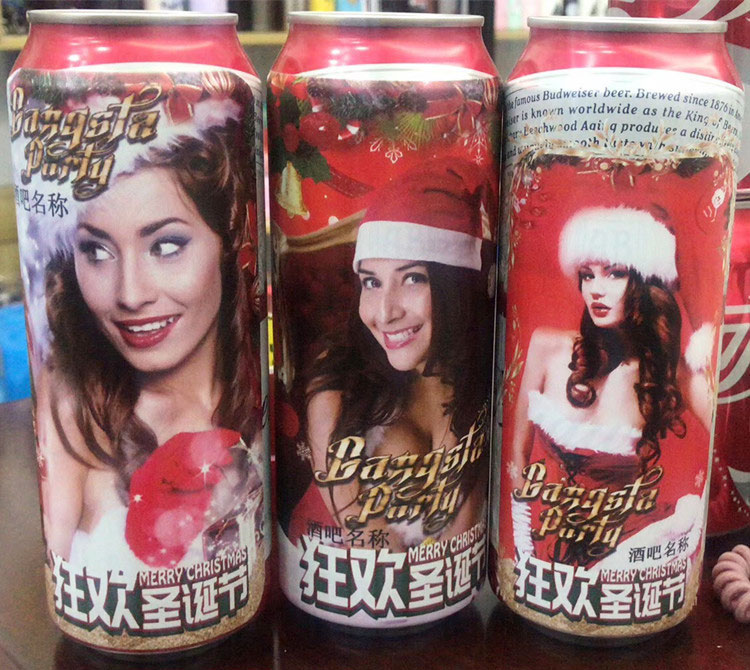 Gangsta
Party
酒吧名称
MERRY CHRISTMAS
狂欢圣诞节
Gangsta
Party
酒吧名称
MERRY CHRISTMAS
狂欢圣诞节
famous Budweiser beer. Brewed since 1876 in
is known worldwide as the King of
Beechwood Aging produces a
Gangsta
Party
酒吧名称
MERRY CHRISTMAS
狂欢圣诞节